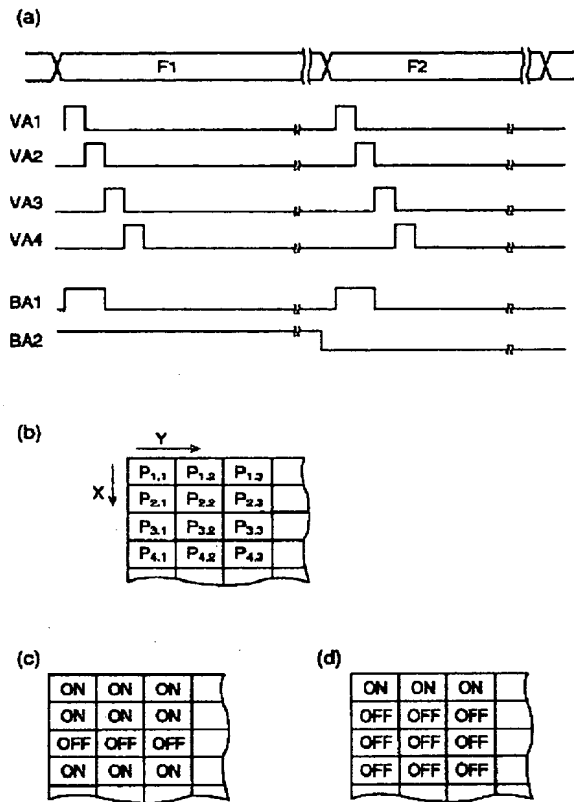 (a)
F1 F2
VA1
VA2
VA3
VA4
BA1
BA2
(b)
Y
X
P1,1 P1,2 P1,3
P2,1 P2,2 P2,3
P3,1 P3,2 P3,3
P4,1 P4,2 P4,3
(c)
ON ON ON
ON ON ON
OFF OFF OFF
ON ON ON
(d)
ON ON ON
OFF OFF OFF
OFF OFF OFF
OFF OFF OFF